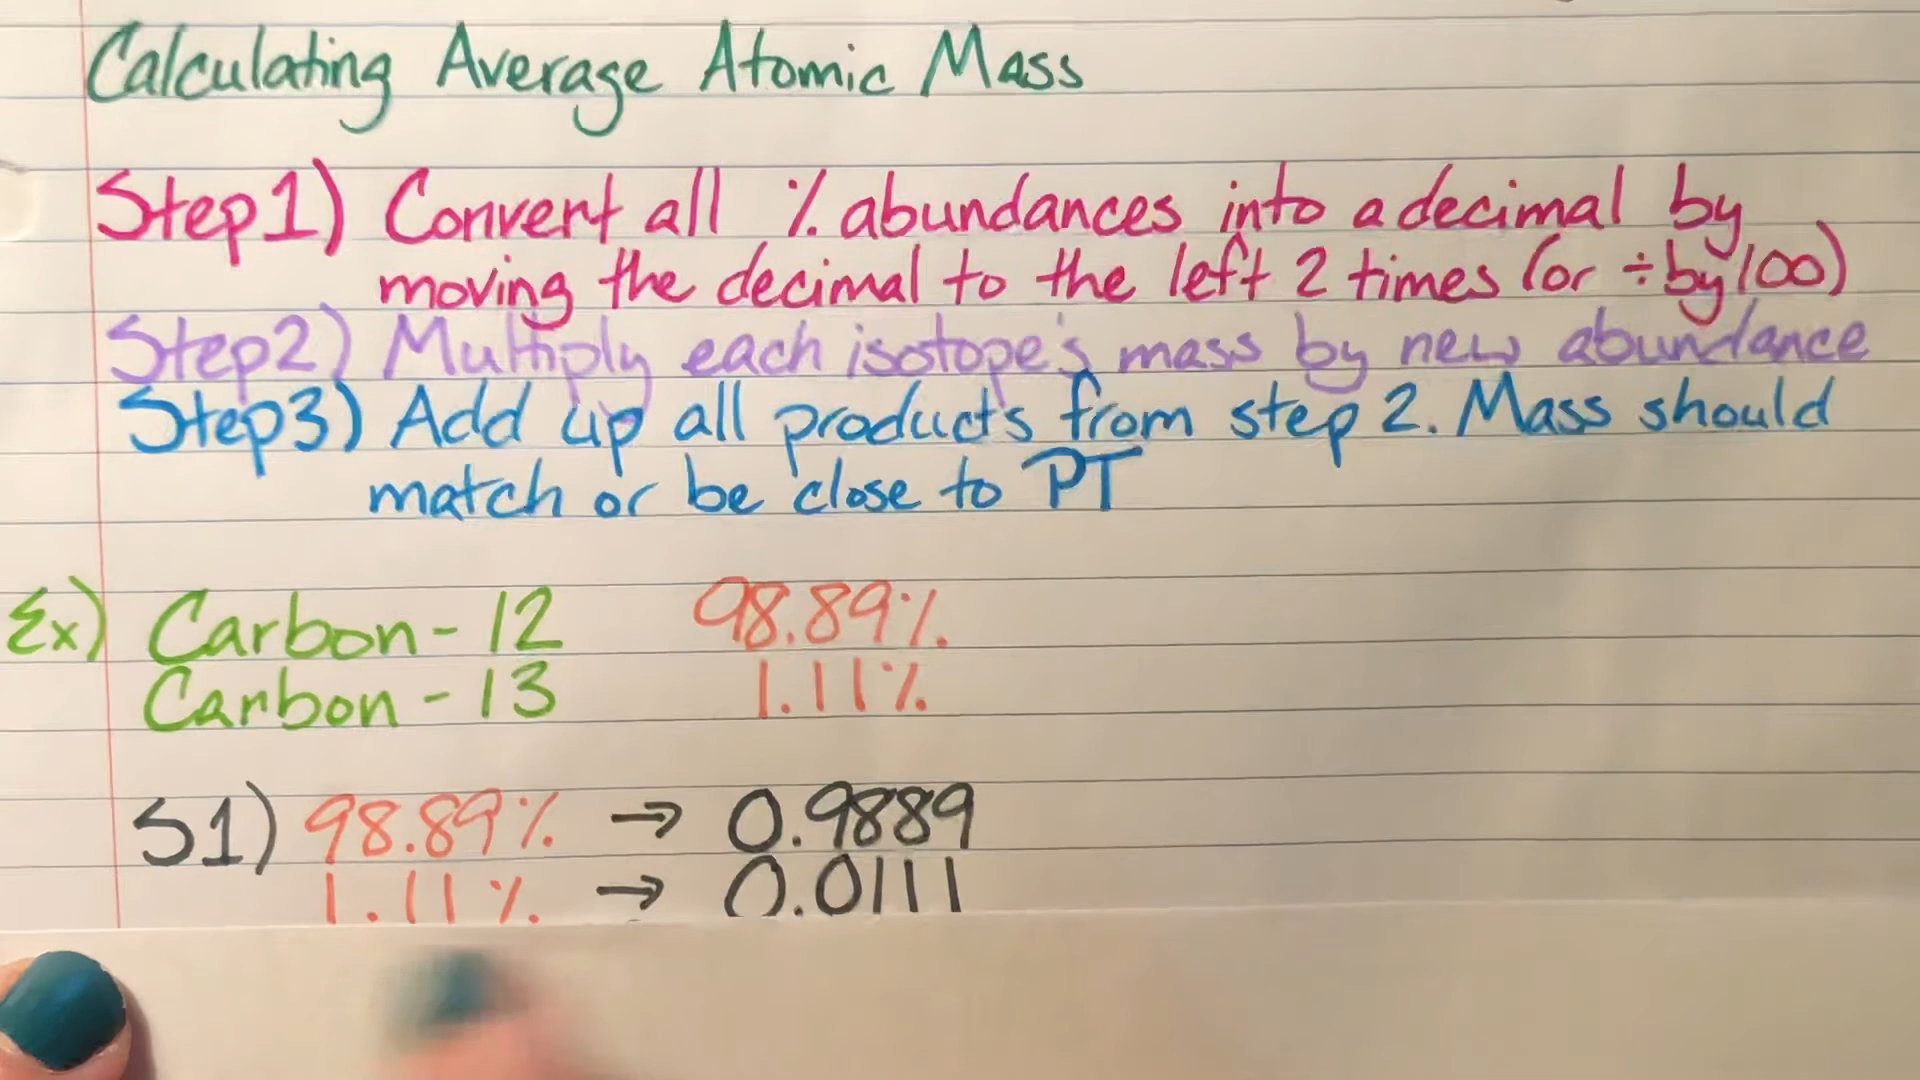 Calculating Average Atomic Mass
Step1) Convert all % abundances into a decimal by
moving the decimal to the left 2 times (or ÷ by 100)
Step2) Multiply each isotope's mass by new abundance
Step3) Add up all products from step 2. Mass should
match or be close to PT
Ex) Carbon-12 98.89%
Carbon-13 1.11%
S1) 98.89% → 0.9889
1.11% → 0.0111